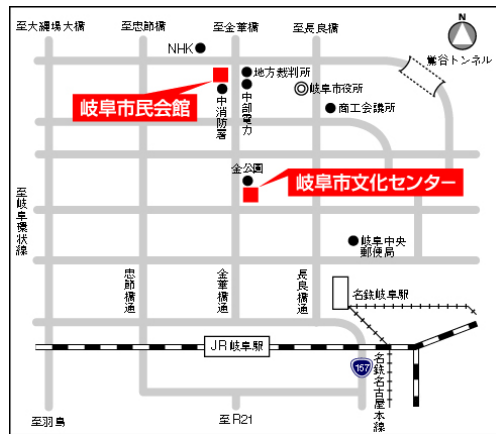 至大縄場大橋
至忠節橋
至金華橋
至長良橋
N
NHK
地方裁判所
鶯谷トンネル
岐阜市民会館
中消防署
中部電力
岐阜市役所
商工会議所
金公園
岐阜市文化センター
至岐阜環状線
岐阜中央
郵便局
忠節橋通
金華橋通
長良橋通
名鉄岐阜駅
JR岐阜駅
157
名鉄名古屋本線
至羽島
至R21